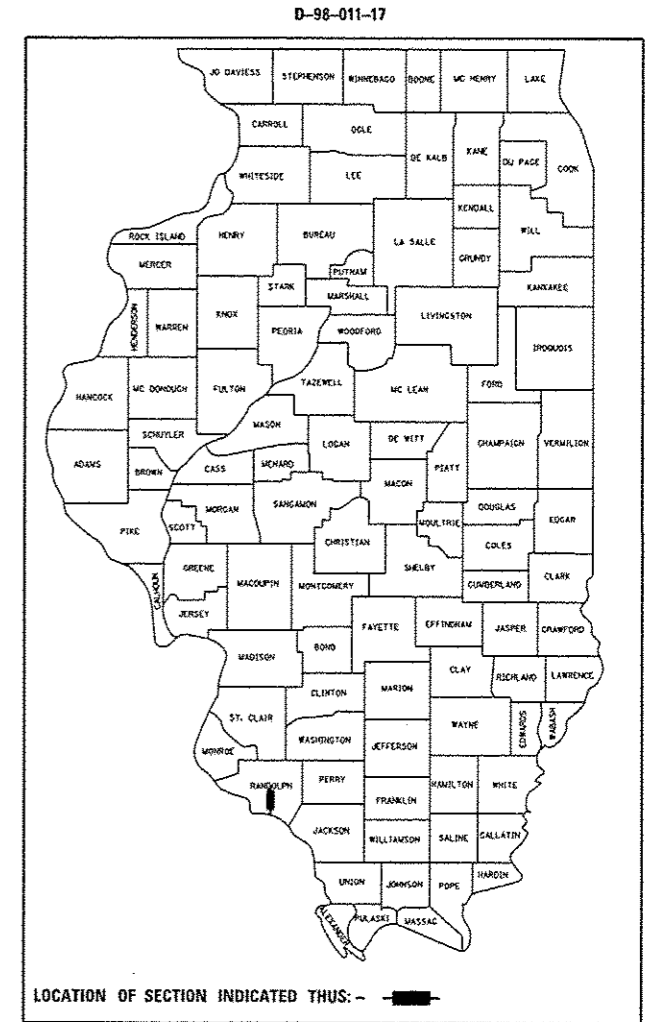 D-98-011-17
JO DAVIESS STEPHENSON WINNEBAGO BOONE MC HENRY LAKE
CARROLL OGLE
DE KALB KANE DU PAGE COOK
WHITESIDE LEE
KENDALL
ROCK ISLAND HENRY BUREAU LA SALLE WILL
MERCER PUTNAM GRUNDY
STARK MARSHALL KANKAKEE
HENDERSON WARREN KNOX PEORIA WOODFORD LIVINGSTON
IROQUOIS
HANCOCK MC DONOUGH FULTON TAZEWELL MC LEAN FORD
SCHUYLER MASON LOGAN DE WITT CHAMPAIGN VERMILION
ADAMS BROWN CASS MENARD MACON PIATT
PIKE SCOTT MORGAN SANGAMON MOULTRIE DOUGLAS EDGAR
CHRISTIAN COLES
CALHOUN GREENE MACOUPIN MONTGOMERY SHELBY CUMBERLAND CLARK
JERSEY
FAYETTE EFFINGHAM JASPER CRAWFORD
MADISON BOND
CLAY RICHLAND LAWRENCE
CLINTON MARION
ST. CLAIR WAYNE EDWARDS WABASH
MONROE WASHINGTON JEFFERSON
RANDOLPH PERRY HAMILTON WHITE
FRANKLIN
JACKSON WILLIAMSON SALINE GALLATIN
UNION JOHNSON POPE HARDIN
ALEXANDER PULASKI MASSAC
LOCATION OF SECTION INDICATED THUS: -